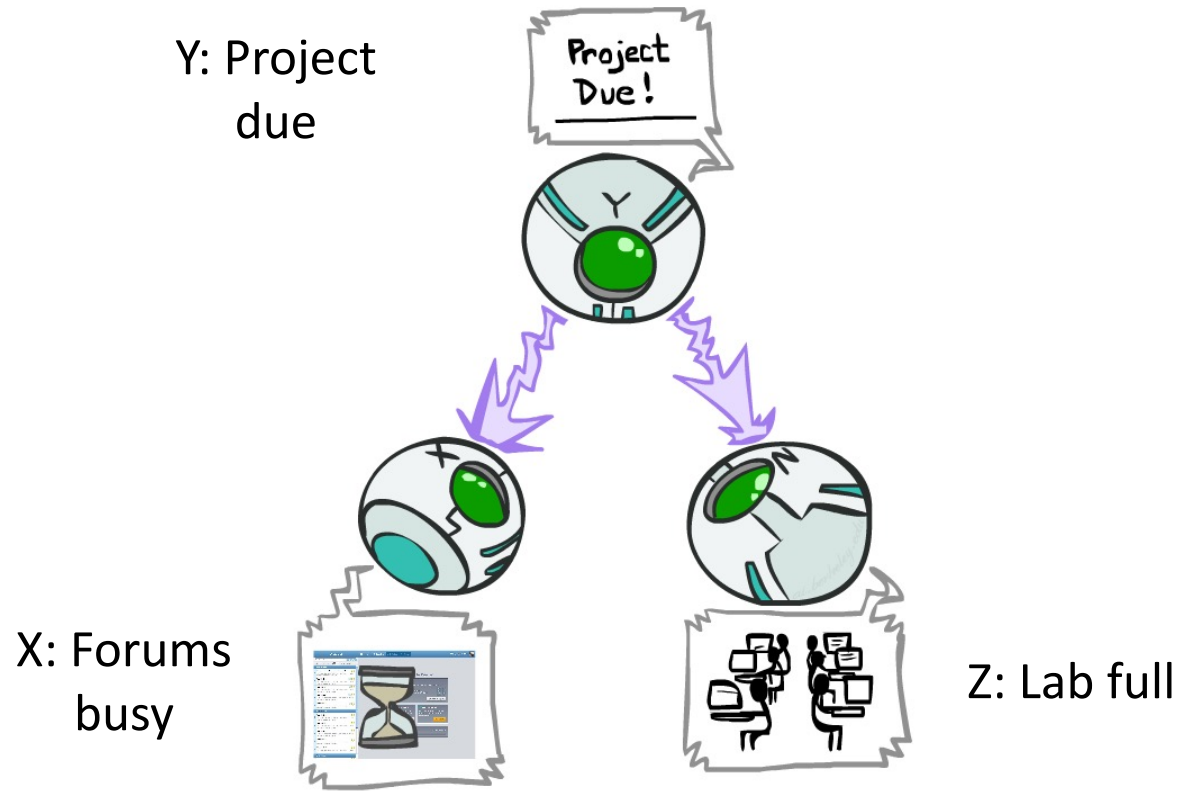 Y: Project
due
Project
Due!
Y
X
Z
X: Forums
busy
Z: Lab full